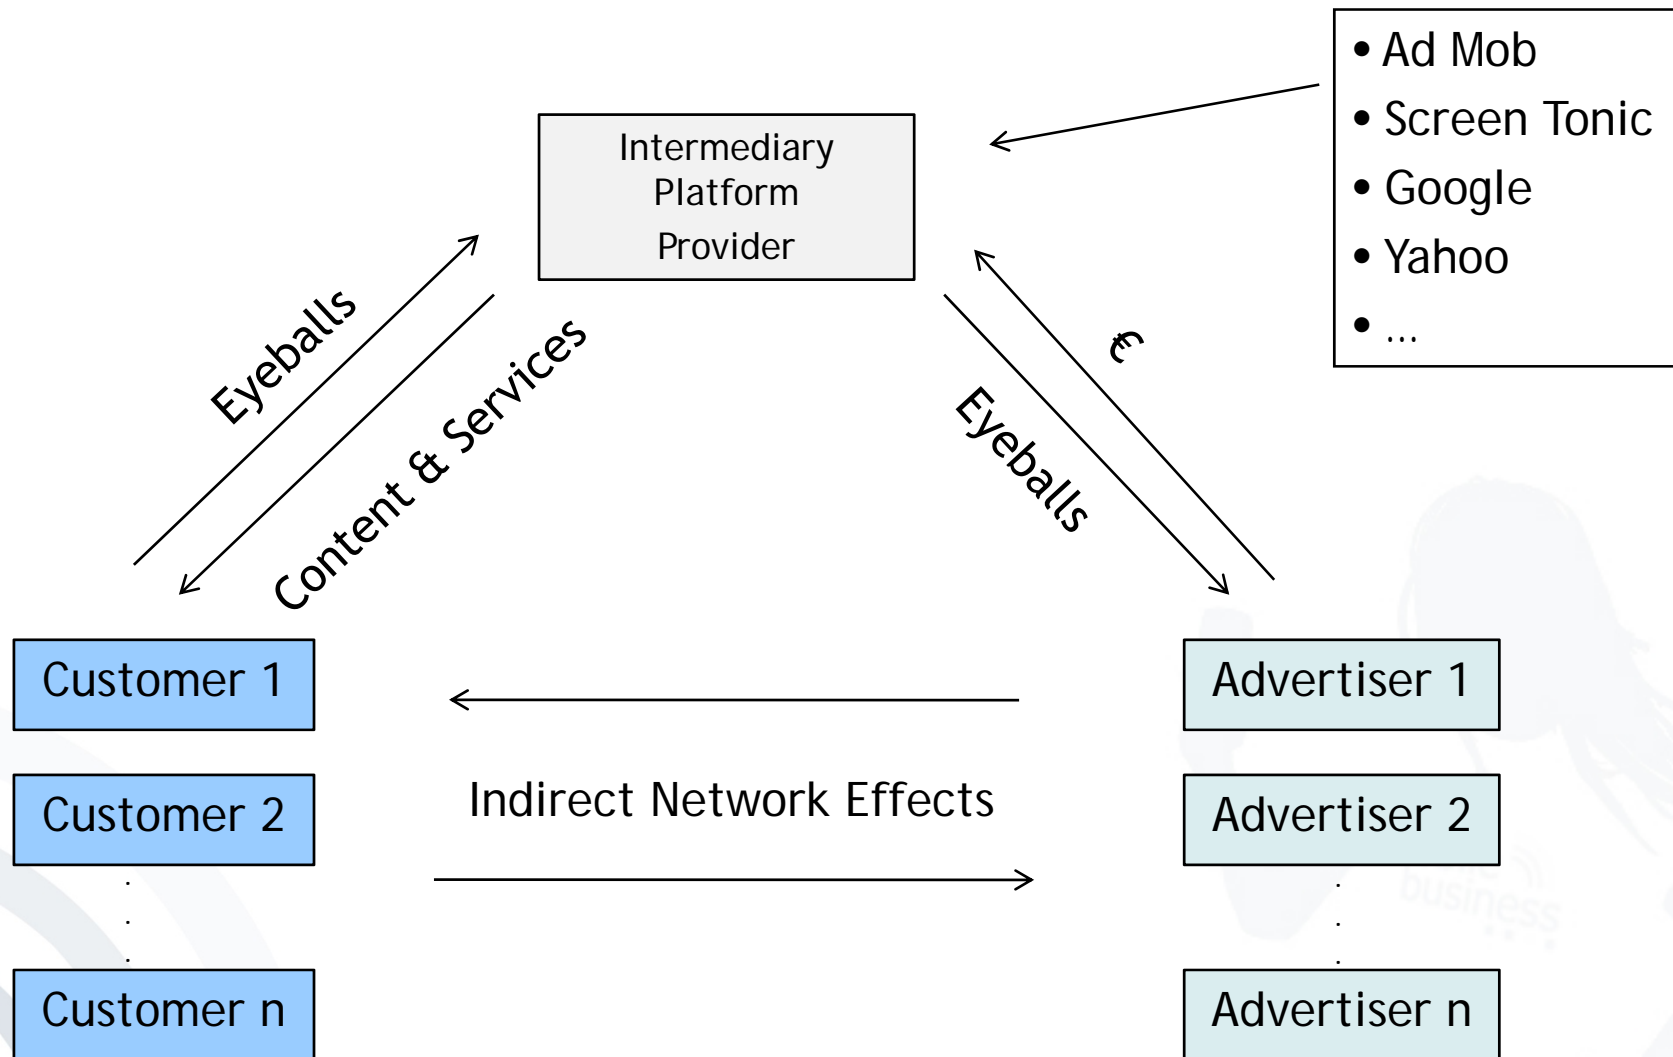 • Ad Mob
• Screen Tonic
• Google
• Yahoo
• ...
Intermediary
Platform
Provider
Eyeballs
Content & Services
€
Eyeballs
Customer 1
Advertiser 1
Indirect Network Effects
Customer 2
Advertiser 2
business
Customer n
Advertiser n